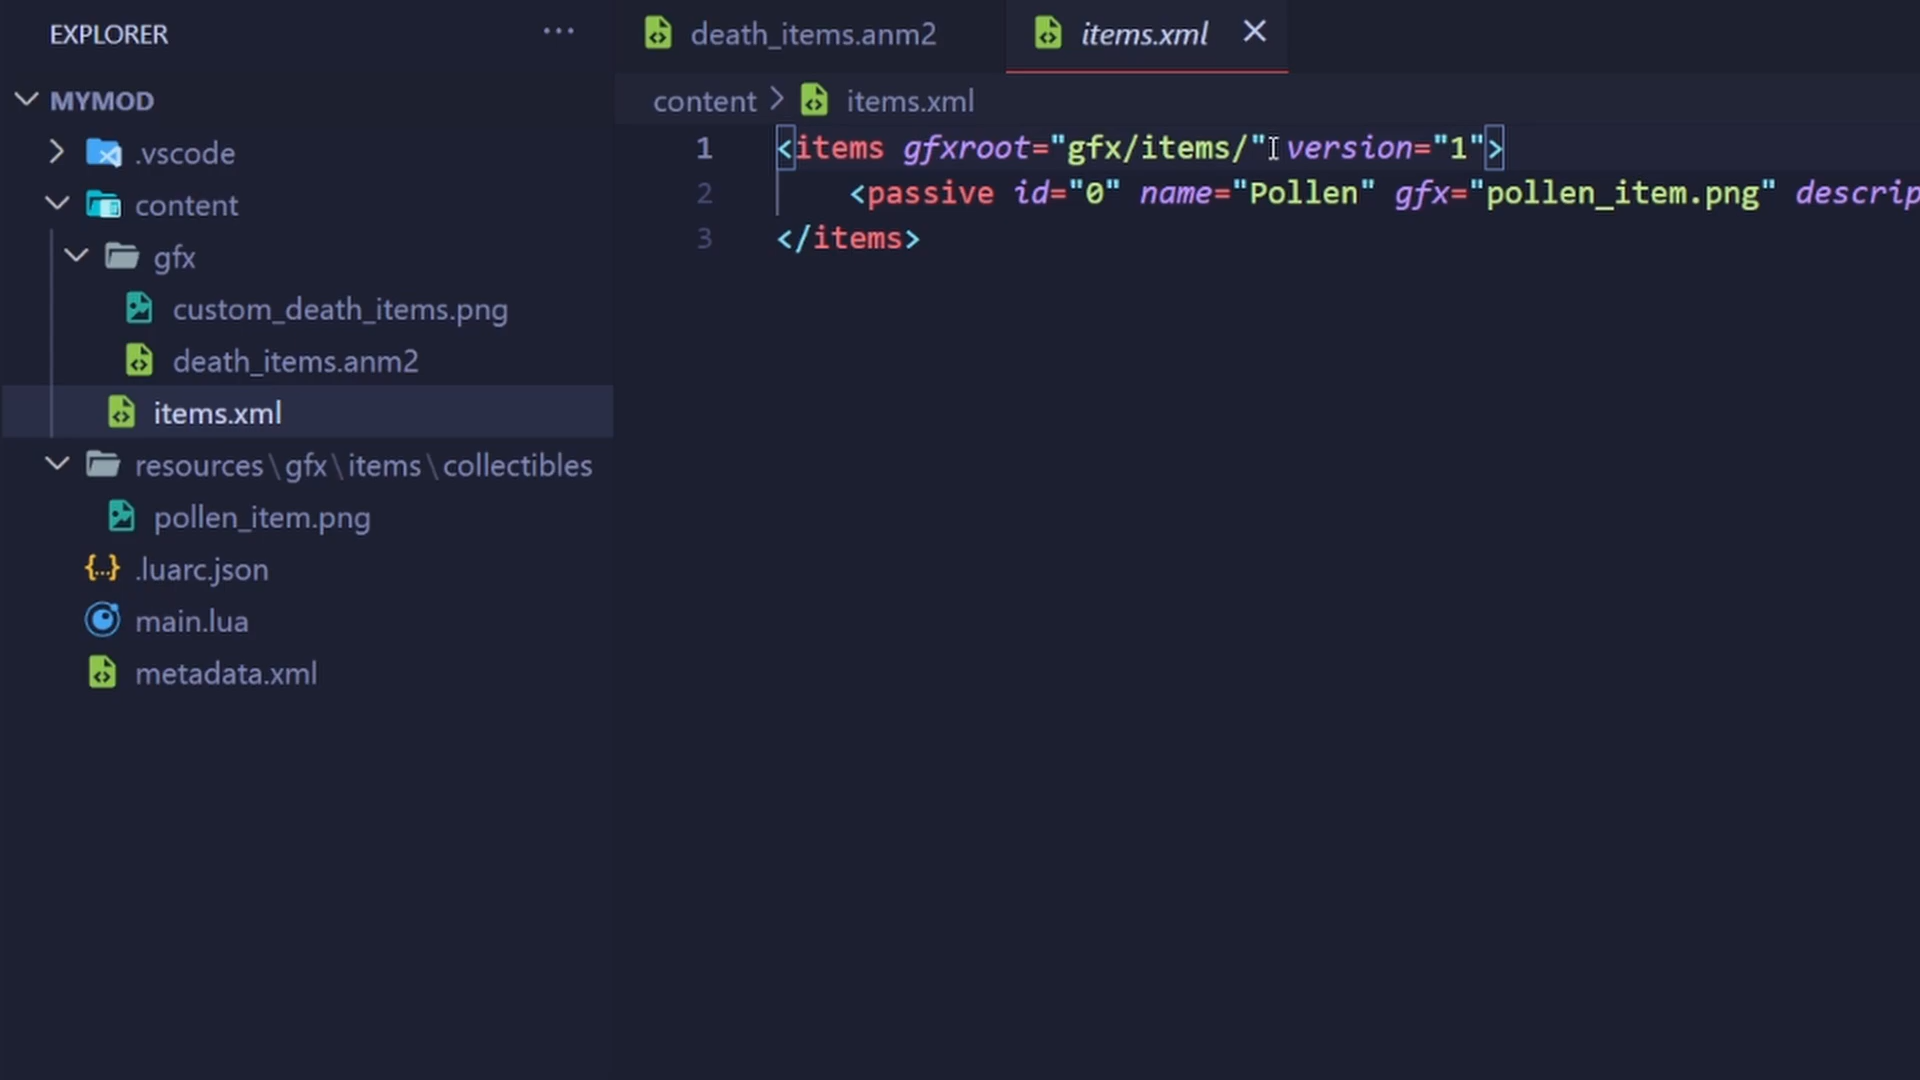 EXPLORER ...
MYMOD
.vscode
content
gfx
custom_death_items.png
death_items.anm2
items.xml
resources\gfx\items\collectibles
pollen_item.png
.luarc.json
main.lua
metadata.xml
death_items.anm2 items.xml
content > items.xml
1 <items gfxroot="gfx/items/" version="1">
2 <passive id="0" name="Pollen" gfx="pollen_item.png" descrip
3 </items>